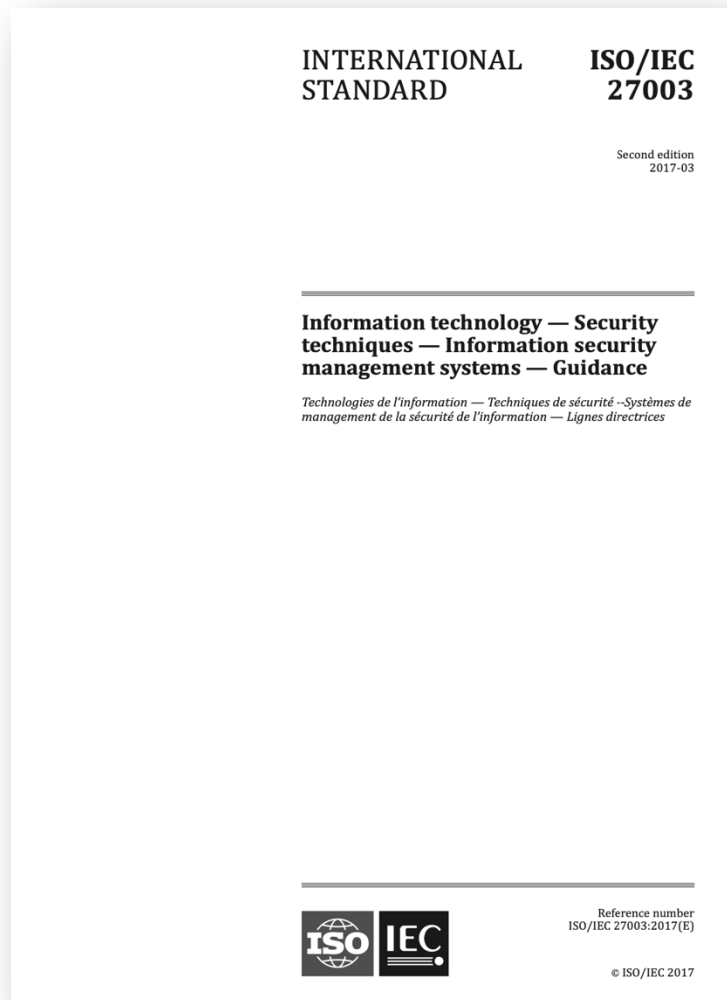 INTERNATIONAL STANDARD
ISO/IEC 27003
Second edition
2017-03
Information technology — Security
techniques — Information security
management systems — Guidance
Technologies de l'information — Techniques de sécurité --Systèmes de
management de la sécurité de l'information — Lignes directrices
Reference number
ISO/IEC 27003:2017(E)
ISO IEC
© ISO/IEC 2017